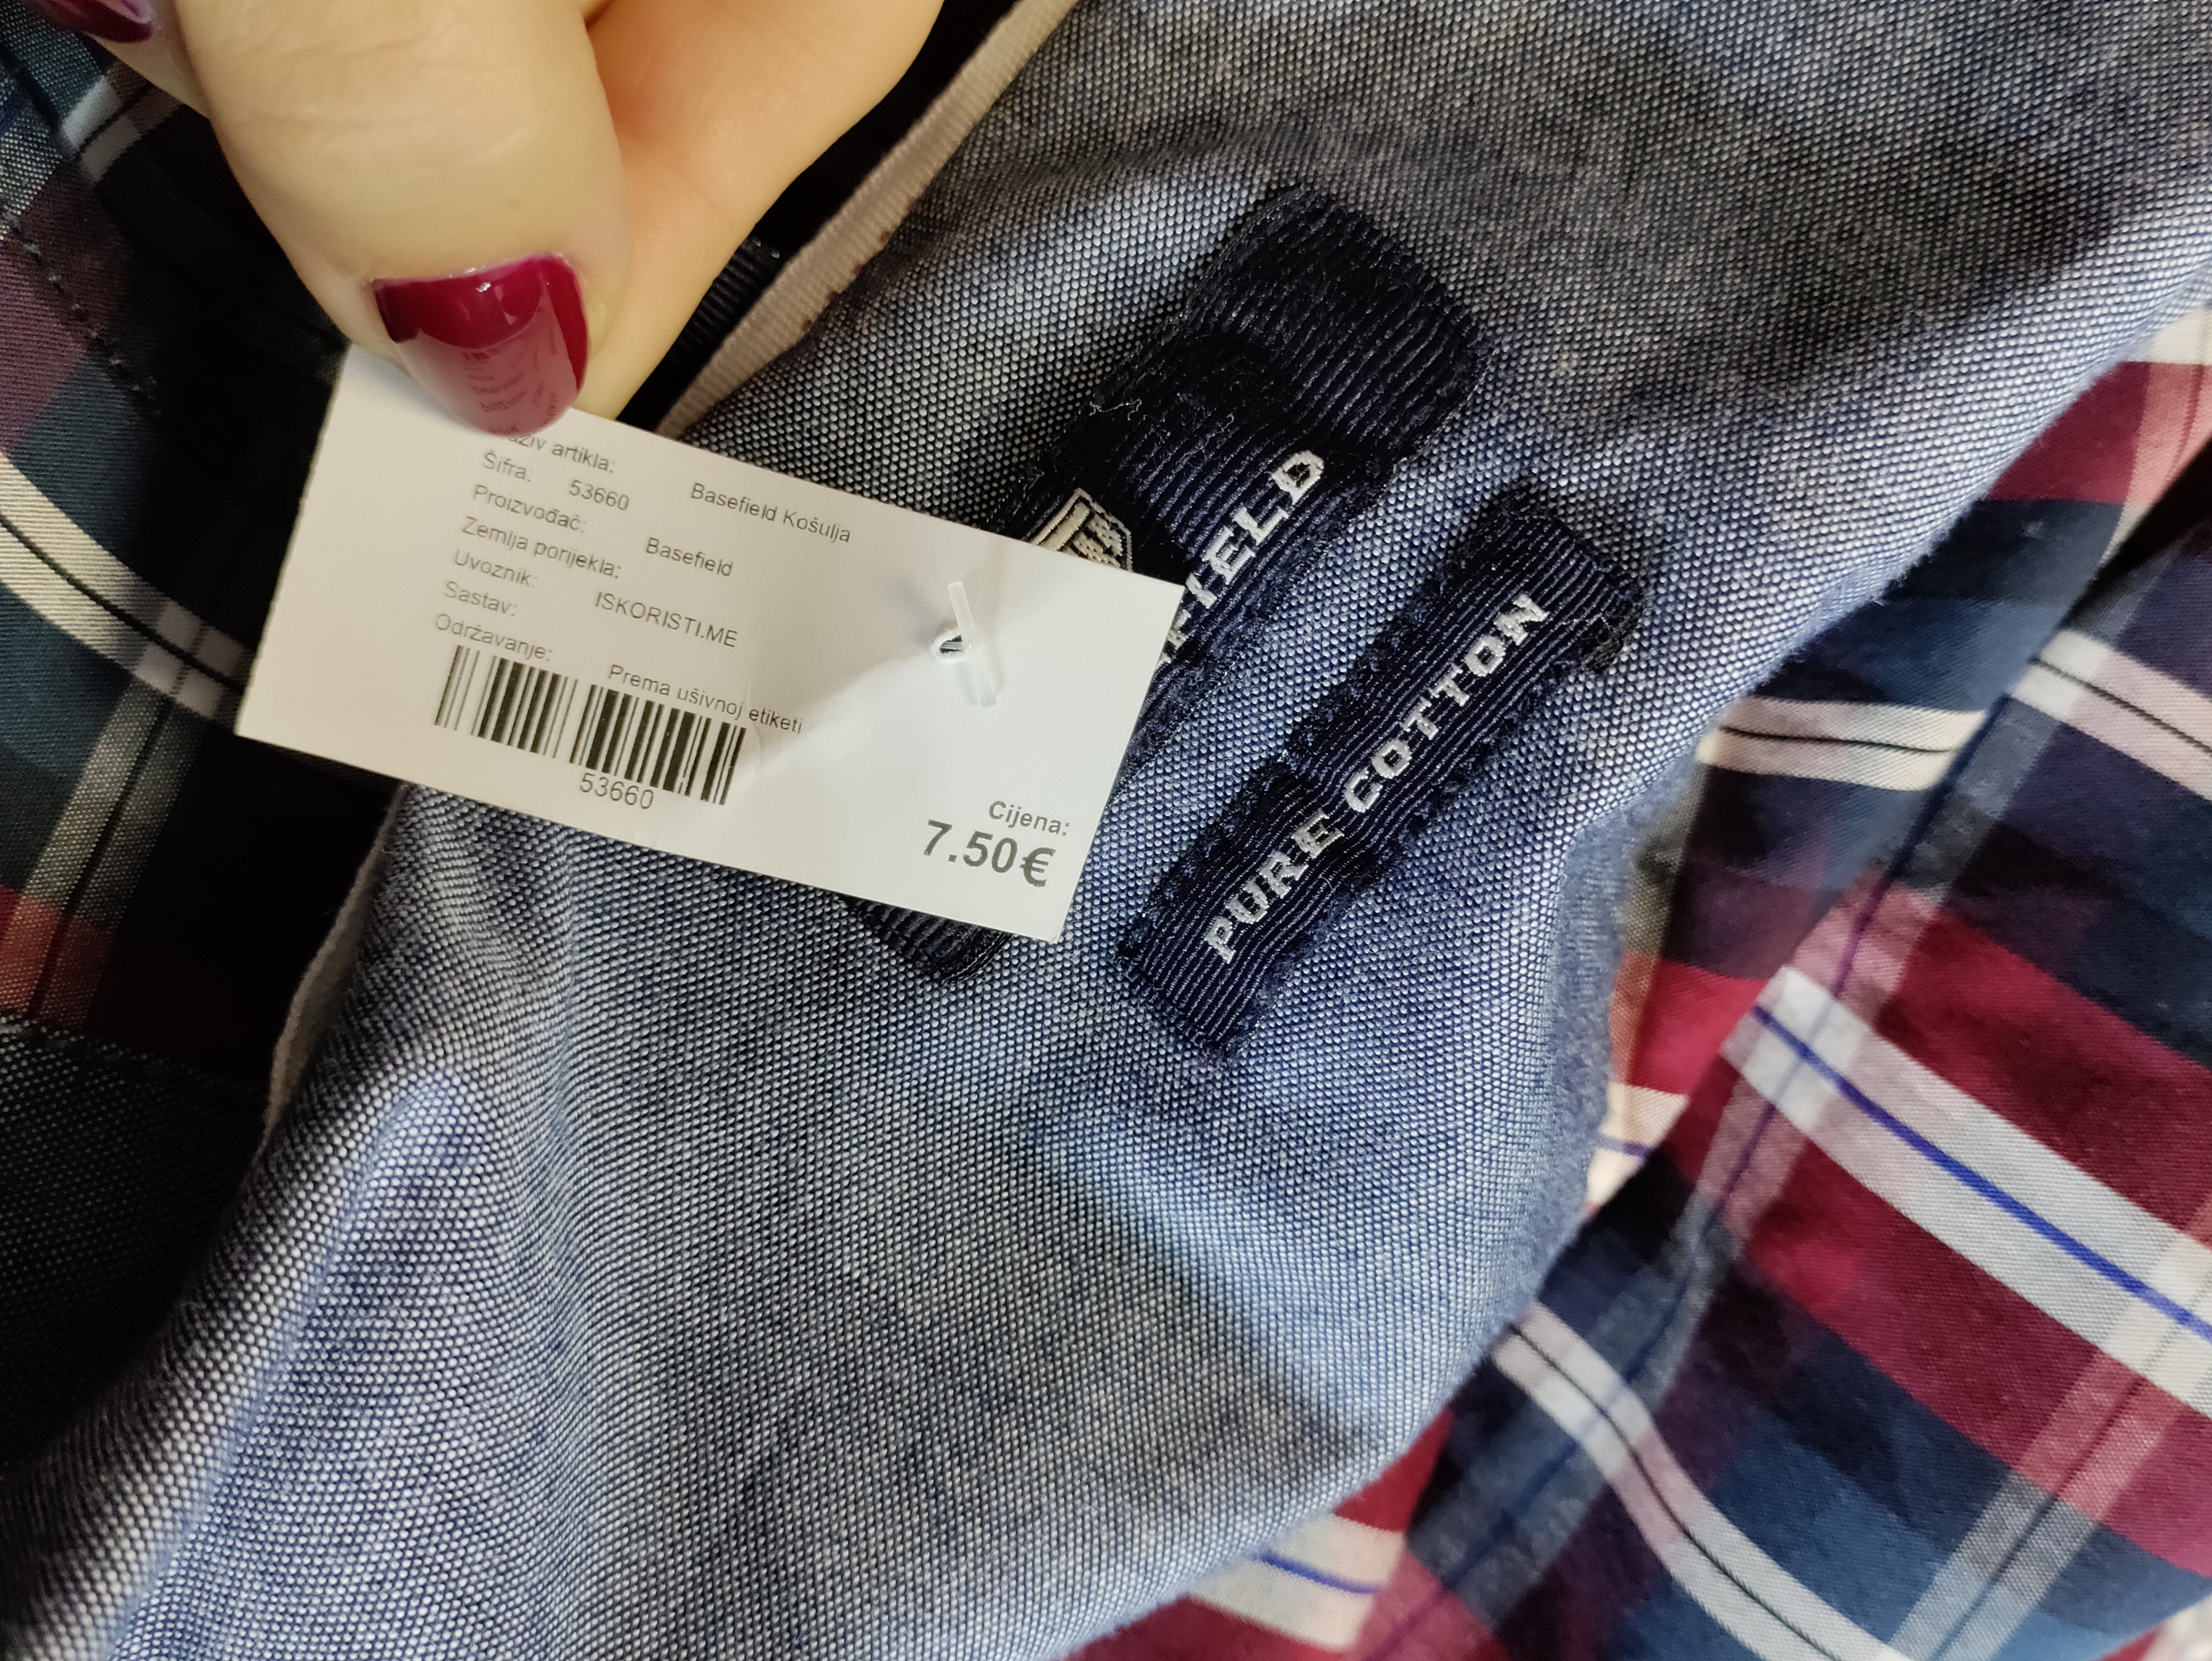 artikla: Basefield Košulja
Šifra: 53660
Proizvođač: Basefield
Zemlja porijekla:
Uvoznik: ISKORISTI.ME
Sastav:
Održavanje: Prema ušivnoj etiketi
53660
Cijena:
7.50€
PURE COTTON